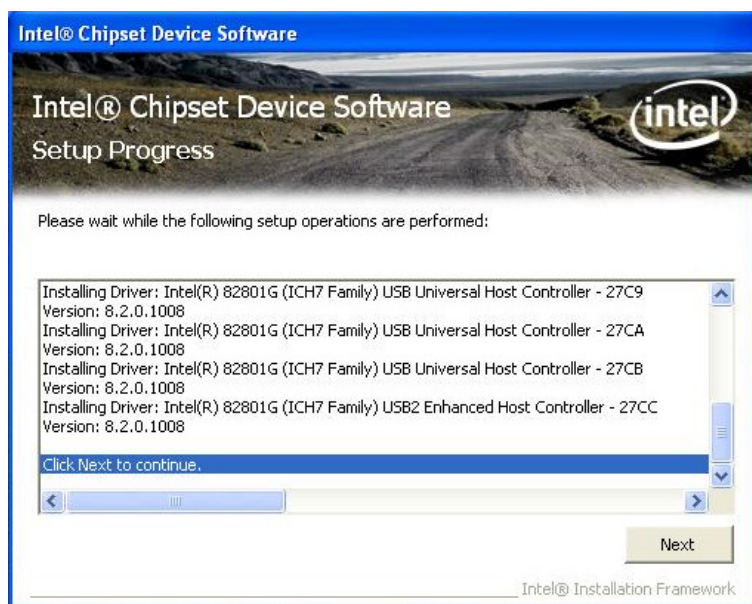 Intel® Chipset Device Software
Intel® Chipset Device Software
intel
Setup Progress
Please wait while the following setup operations are performed:
Installing Driver: Intel(R) 82801G (ICH7 Family) USB Universal Host Controller - 27C9
Version: 8.2.0.1008
Installing Driver: Intel(R) 82801G (ICH7 Family) USB Universal Host Controller - 27CA
Version: 8.2.0.1008
Installing Driver: Intel(R) 82801G (ICH7 Family) USB Universal Host Controller - 27CB
Version: 8.2.0.1008
Installing Driver: Intel(R) 82801G (ICH7 Family) USB2 Enhanced Host Controller - 27CC
Version: 8.2.0.1008
Click Next to continue.
Next
Intel® Installation Framework